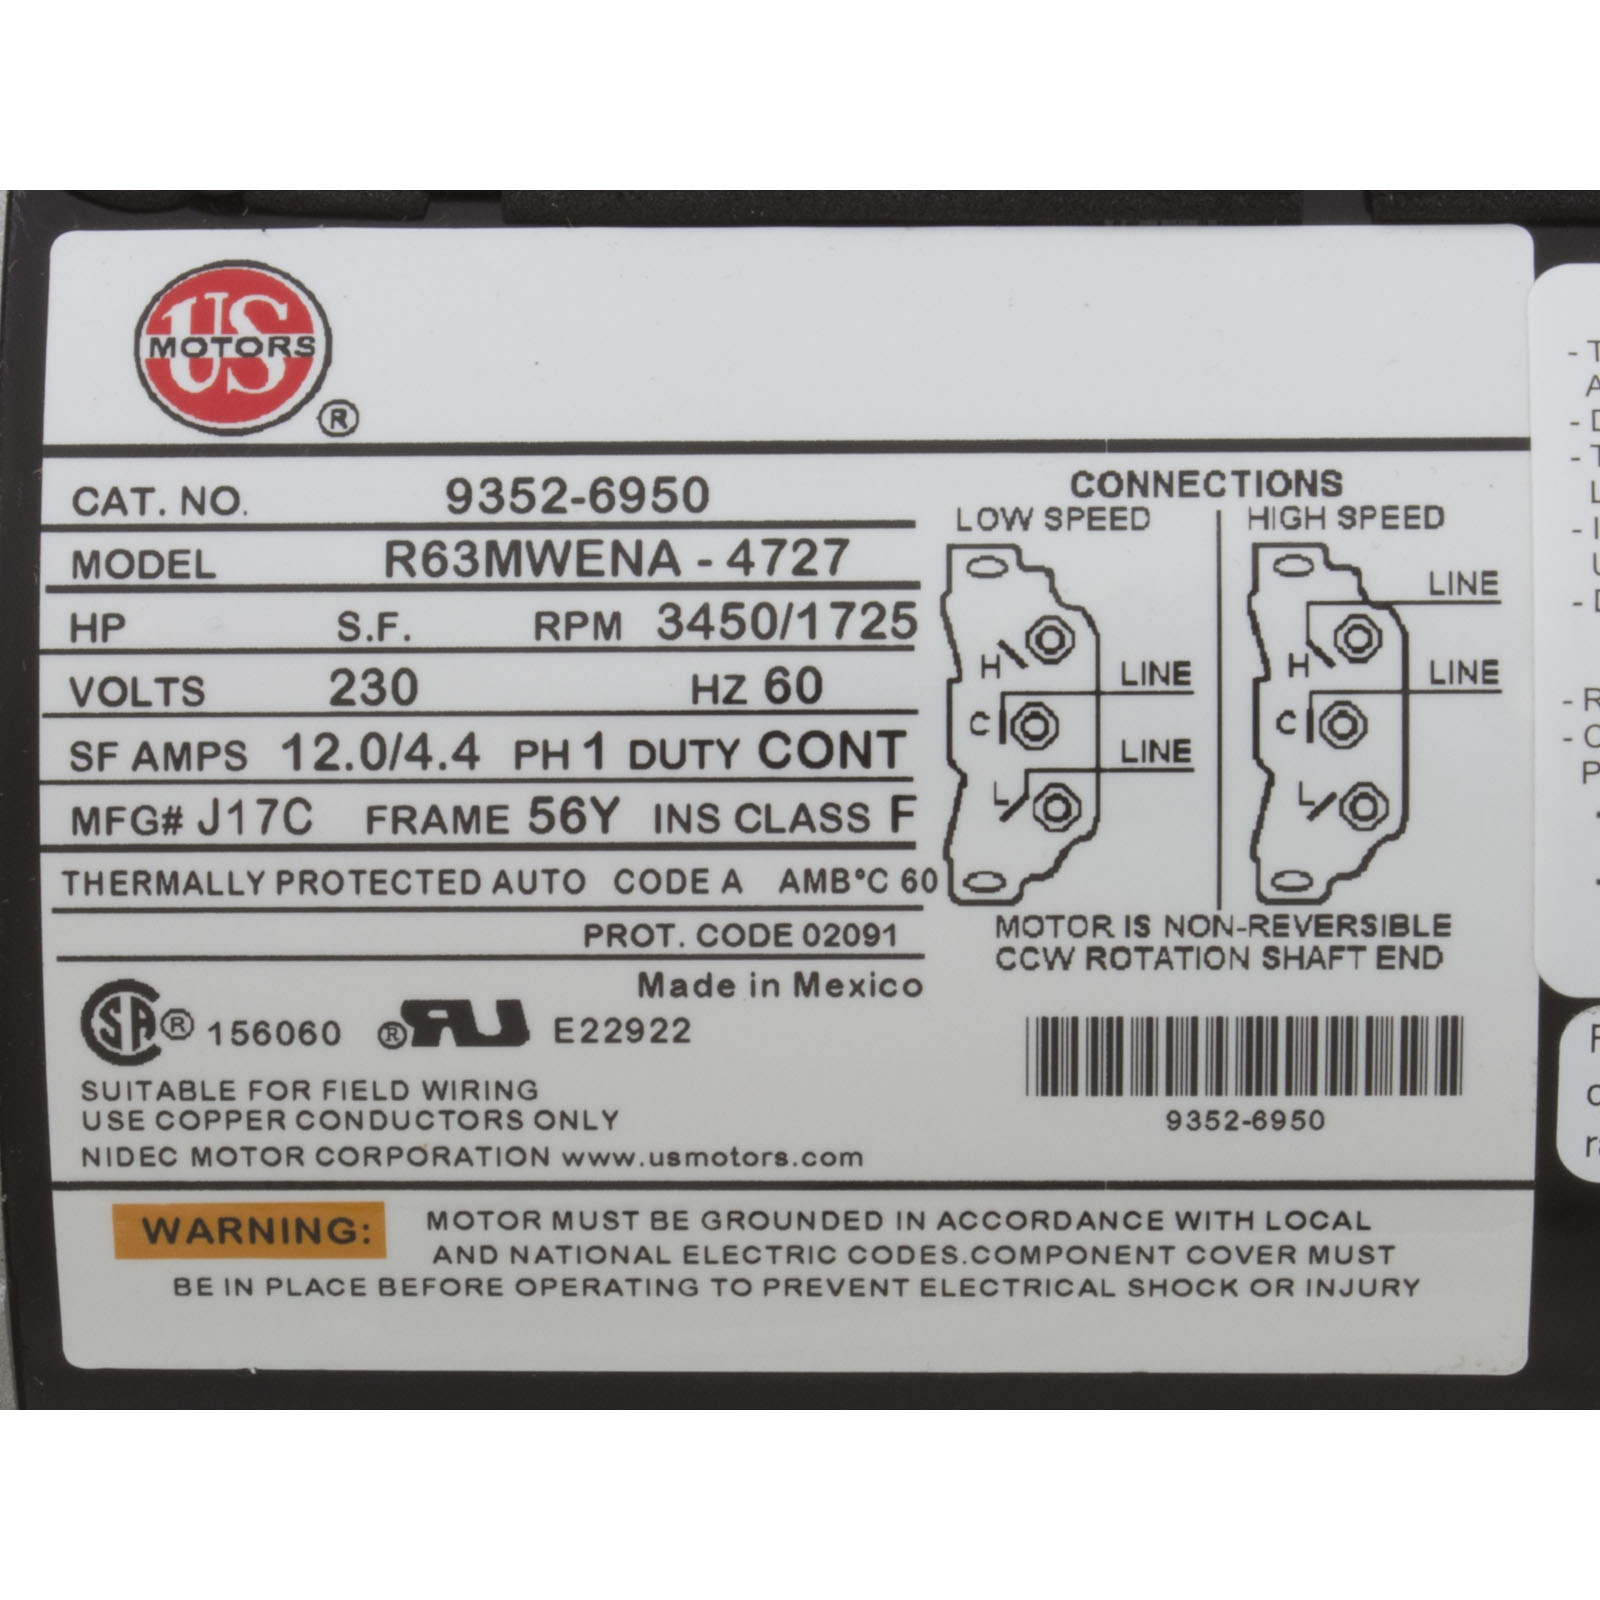 US
MOTORS
®
CAT. NO. 9352-6950
MODEL R63MWENA - 4727
HP S.F. RPM 3450/1725
VOLTS 230 HZ 60
SF AMPS 12.0/4.4 PH 1 DUTY CONT
MFG# J17C FRAME 56Y INS CLASS F
THERMALLY PROTECTED AUTO CODE A AMB°C 60
PROT. CODE 02091
Made in Mexico
SA ® 156060 ® RU E22922
SUITABLE FOR FIELD WIRING
USE COPPER CONDUCTORS ONLY
NIDEC MOTOR CORPORATION www.usmotors.com
CONNECTIONS
LOW SPEED HIGH SPEED
LINE
H LINE H LINE
C LINE C
L L
MOTOR IS NON-REVERSIBLE
CCW ROTATION SHAFT END
9352-6950
WARNING: MOTOR MUST BE GROUNDED IN ACCORDANCE WITH LOCAL
AND NATIONAL ELECTRIC CODES.COMPONENT COVER MUST
BE IN PLACE BEFORE OPERATING TO PREVENT ELECTRICAL SHOCK OR INJURY